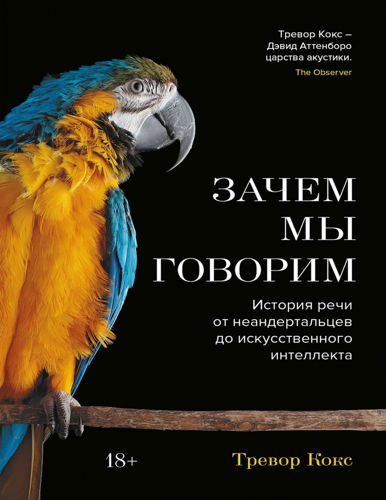 Тревор Кокс –
Дэвид Аттенборо
царства акустики.
The Observer
ЗАЧЕМ
МЫ
ГОВОРИМ
История речи
от неандертальцев
до искусственного
интеллекта
18+
Тревор Кокс